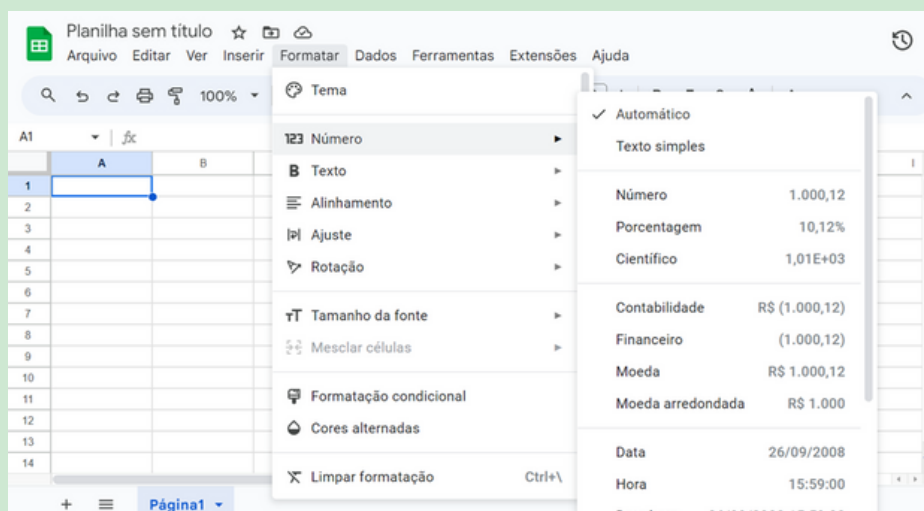 Planilha sem título
Arquivo Editar Ver Inserir Formatar Dados Ferramentas Extensões Ajuda
100%
A1 fx
A B I
1
2
3
4
5
6
7
8
9
10
11
12
13
14
Tema
123 Número
B Texto
Alinhamento
Ajuste
Rotação
Tamanho da fonte
Mesclar células
Formatação condicional
Cores alternadas
Limpar formatação Ctrl+\
Automático
Texto simples
Número 1.000,12
Porcentagem 10,12%
Científico 1,01E+03
Contabilidade R$ (1.000,12)
Financeiro (1.000,12)
Moeda R$ 1.000,12
Moeda arredondada R$ 1.000
Data 26/09/2008
Hora 15:59:00
Página1